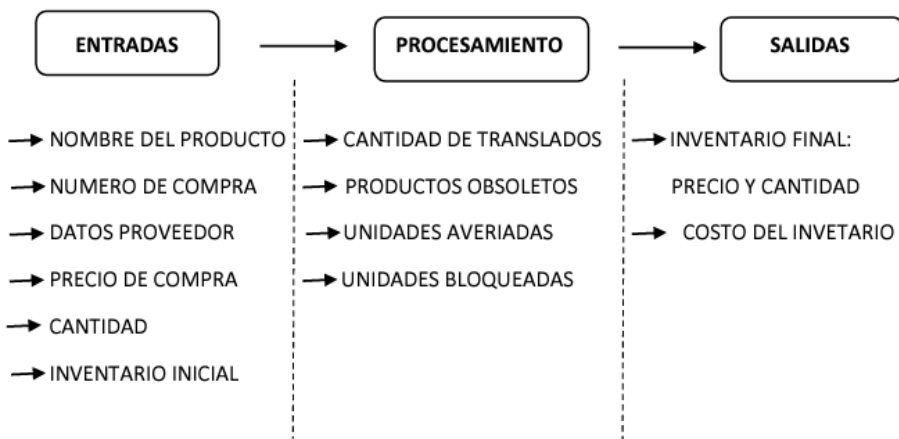 ENTRADAS
PROCESAMIENTO
SALIDAS
NOMBRE DEL PRODUCTO
NUMERO DE COMPRA
DATOS PROVEEDOR
PRECIO DE COMPRA
CANTIDAD
INVENTARIO INICIAL
CANTIDAD DE TRANSLADOS
PRODUCTOS OBSOLETOS
UNIDADES AVERIADAS
UNIDADES BLOQUEADAS
INVENTARIO FINAL:
PRECIO Y CANTIDAD
COSTO DEL INVETARIO